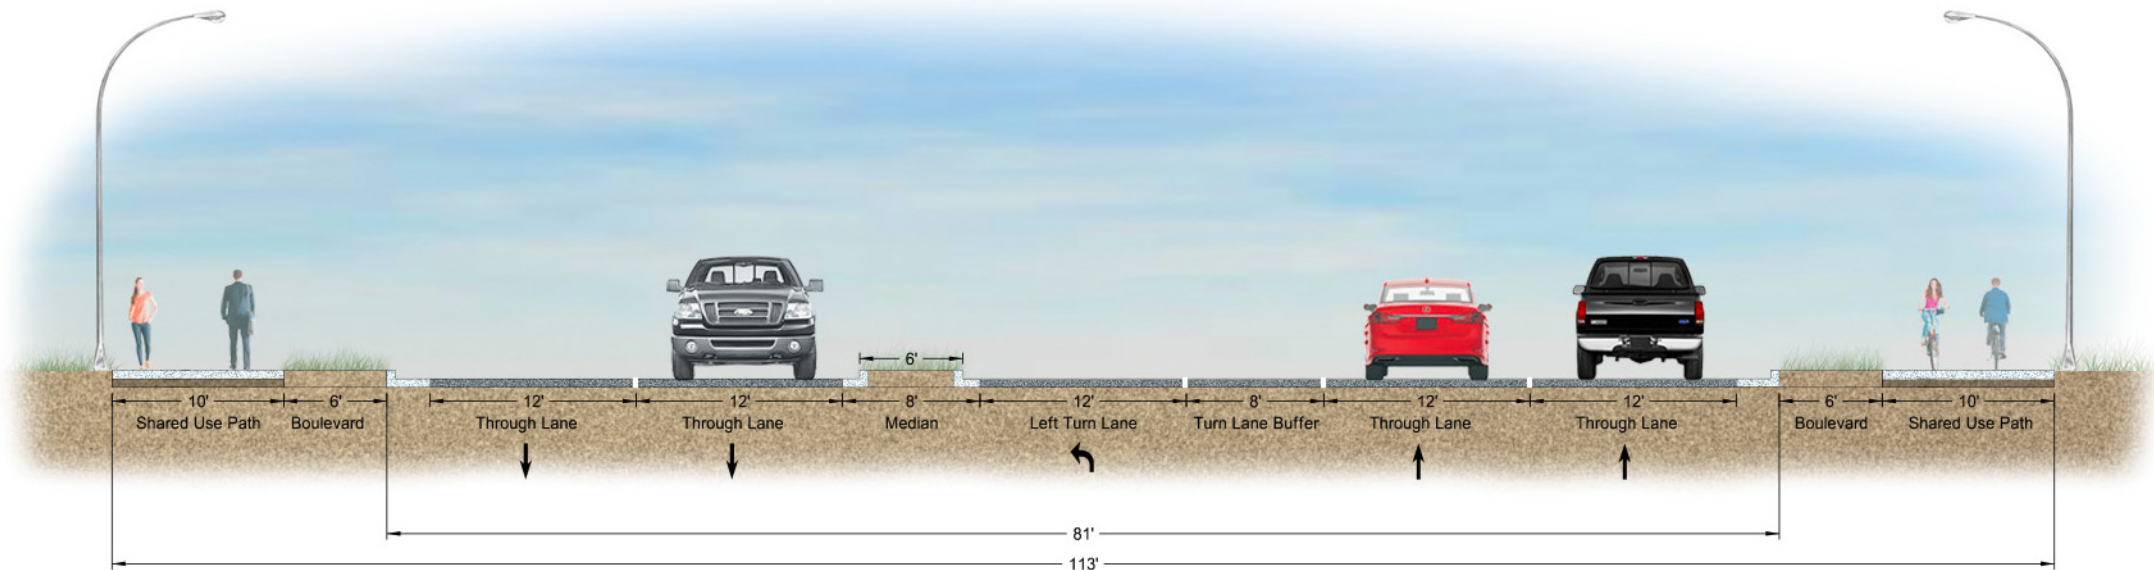 6'
10'
6'
12'
12'
8'
12'
8'
12'
12'
6'
10'
Shared Use Path
Boulevard
Through Lane
Through Lane
Median
Left Turn Lane
Turn Lane Buffer
Through Lane
Through Lane
Boulevard
Shared Use Path
81'
113'